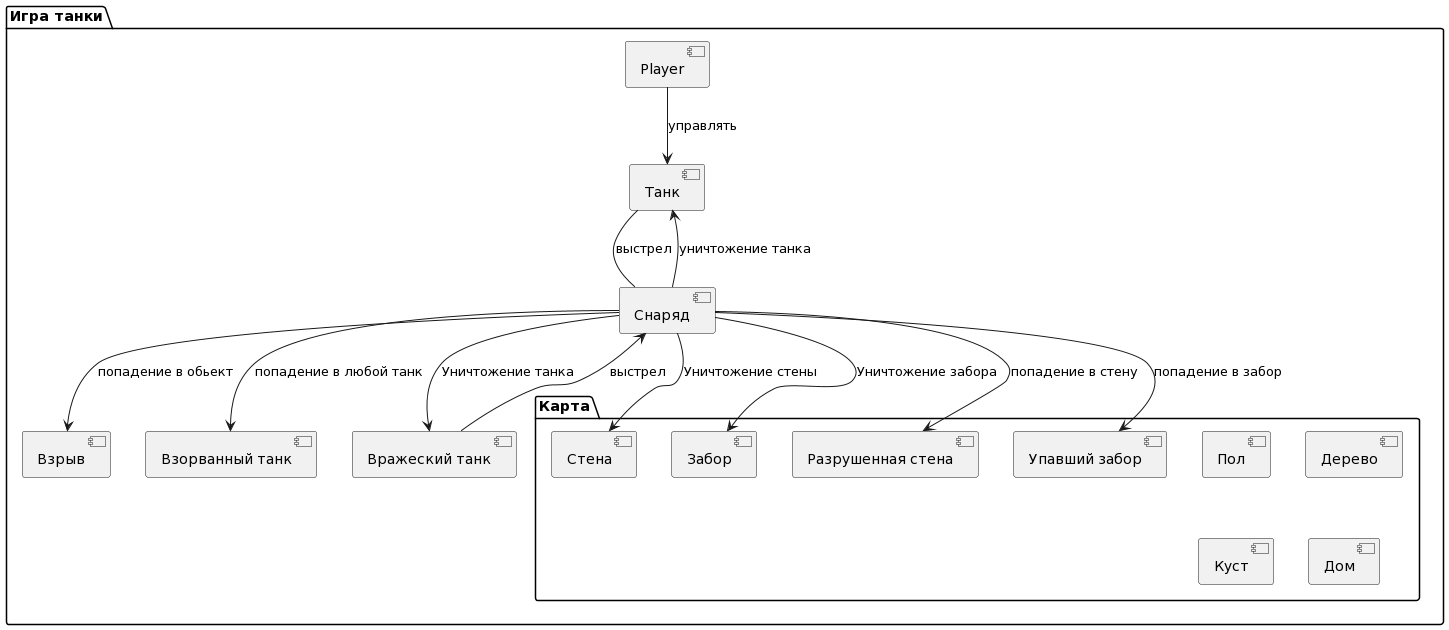 Игра танки
Player
управлять
Танк
выстрел
уничтожение танка
Снаряд
попадение в обьект
попадение в любой танк
Уничтожение танка
выстрел
Уничтожение стены
Уничтожение забора
попадение в стену
попадение в забор
Карта
Взрыв
Взорванный танк
Вражеский танк
Стена
Забор
Разрушенная стена
Упавший забор
Пол
Дерево
Куст
Дом